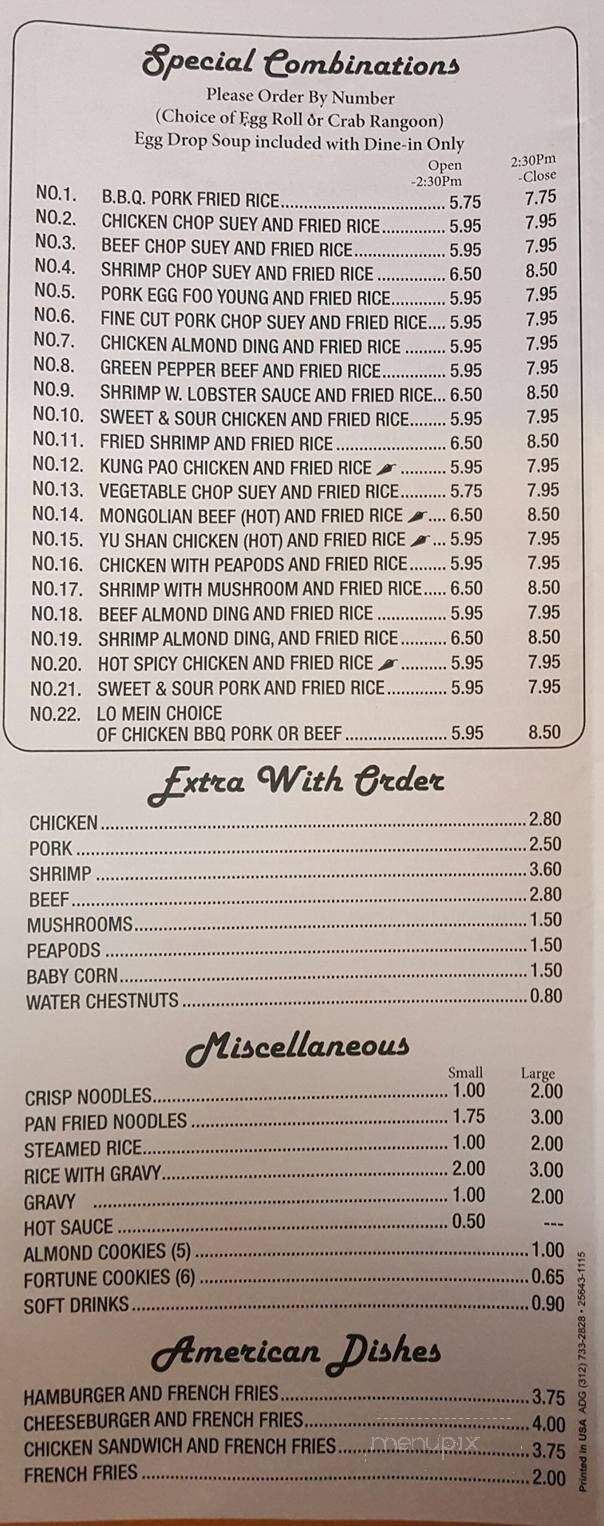 Special Combinations
Please Order By Number
(Choice of Egg Roll or Crab Rangoon)
Egg Drop Soup included with Dine-in Only
Open 2:30Pm
-2:30Pm -Close
NO.1. B.B.Q. PORK FRIED RICE 5.75 7.75
NO.2. CHICKEN CHOP SUEY AND FRIED RICE 5.95 7.95
NO.3. BEEF CHOP SUEY AND FRIED RICE 5.95 7.95
NO.4. SHRIMP CHOP SUEY AND FRIED RICE 6.50 8.50
NO.5. PORK EGG FOO YOUNG AND FRIED RICE 5.95 7.95
NO.6. FINE CUT PORK CHOP SUEY AND FRIED RICE 5.95 7.95
NO.7. CHICKEN ALMOND DING AND FRIED RICE 5.95 7.95
NO.8. GREEN PEPPER BEEF AND FRIED RICE 5.95 7.95
NO.9. SHRIMP W. LOBSTER SAUCE AND FRIED RICE 6.50 8.50
NO.10. SWEET & SOUR CHICKEN AND FRIED RICE 5.95 7.95
NO.11. FRIED SHRIMP AND FRIED RICE 6.50 8.50
NO.12. KUNG PAO CHICKEN AND FRIED RICE 5.95 7.95
NO.13. VEGETABLE CHOP SUEY AND FRIED RICE 5.75 7.95
NO.14. MONGOLIAN BEEF (HOT) AND FRIED RICE 6.50 8.50
NO.15. YU SHAN CHICKEN (HOT) AND FRIED RICE 5.95 7.95
NO.16. CHICKEN WITH PEAPODS AND FRIED RICE 5.95 7.95
NO.17. SHRIMP WITH MUSHROOM AND FRIED RICE 6.50 8.50
NO.18. BEEF ALMOND DING AND FRIED RICE 5.95 7.95
NO.19. SHRIMP ALMOND DING, AND FRIED RICE 6.50 8.50
NO.20. HOT SPICY CHICKEN AND FRIED RICE 5.95 7.95
NO.21. SWEET & SOUR PORK AND FRIED RICE 5.95 7.95
NO.22. LO MEIN CHOICE
OF CHICKEN BBQ PORK OR BEEF 5.95 8.50
Extra With Order
CHICKEN 2.80
PORK 2.50
SHRIMP 3.60
BEEF 2.80
MUSHROOMS 1.50
PEAPODS 1.50
BABY CORN 1.50
WATER CHESTNUTS 0.80
Miscellaneous
Small Large
CRISP NOODLES 1.00 2.00
PAN FRIED NOODLES 1.75 3.00
STEAMED RICE 1.00 2.00
RICE WITH GRAVY 2.00 3.00
GRAVY 1.00 2.00
HOT SAUCE 0.50 ---
ALMOND COOKIES (5) 1.00
FORTUNE COOKIES (6) 0.65
SOFT DRINKS 0.90
American Dishes
HAMBURGER AND FRENCH FRIES 3.75
CHEESEBURGER AND FRENCH FRIES 4.00
CHICKEN SANDWICH AND FRENCH FRIES 3.75
FRENCH FRIES 2.00
menupix
Printed in USA ADG (312) 733-2828 • 25643-1115